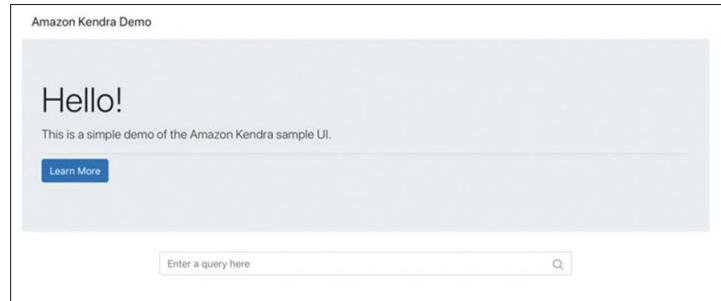 Amazon Kendra Demo
Hello!
This is a simple demo of the Amazon Kendra sample UI.
Learn More
Enter a query here